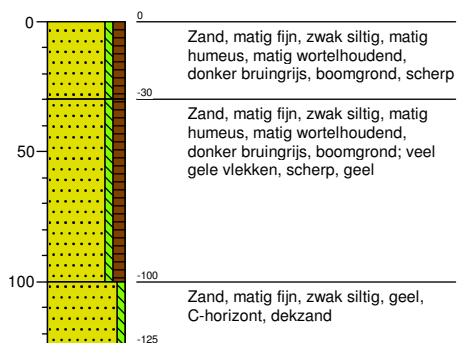 0
0
Zand, matig fijn, zwak siltig, matig
humeus, matig wortelhoudend,
donker bruingrijs, boomgrond, scherp
-30
Zand, matig fijn, zwak siltig, matig
humeus, matig wortelhoudend,
donker bruingrijs, boomgrond; veel
gele vlekken, scherp, geel
50
100
-100
Zand, matig fijn, zwak siltig, geel,
C-horizont, dekzand
-125